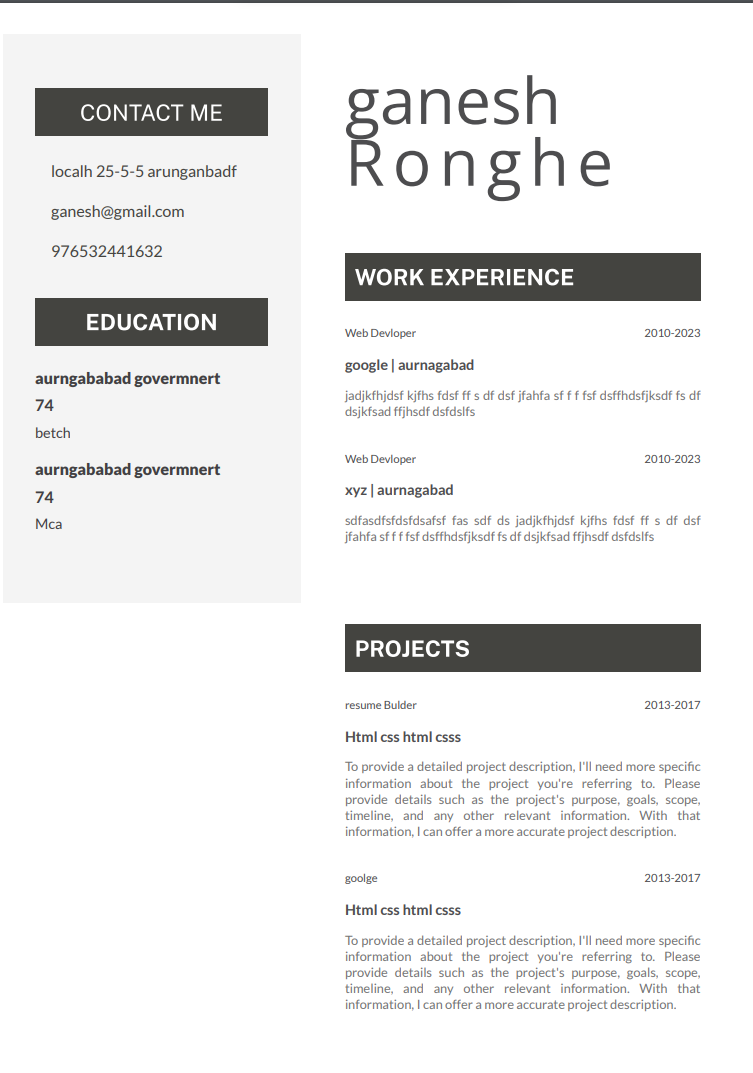 CONTACT ME
localh 25-5-5 arunganbadf
ganesh@gmail.com
976532441632
EDUCATION
aurngababad govermnert
74
betch
aurngababad govermnert
74
Mca
ganesh
Ronghe
WORK EXPERIENCE
Web Devloper 2010-2023
google | aurnagabad
jadjkfhjdsf kjfhs fdsf ff s df dsf jfahfa sf f f fsf dsffhdsfjksdf fs df
dsjkfsad ffjhsdf dsfdslfs
Web Devloper 2010-2023
xyz | aurnagabad
sdfasdfsfdsfdsafsf fas sdf ds jadjkfhjdsf kjfhs fdsf ff s df dsf
jfahfa sf f f fsf dsffhdsfjksdf fs df dsjkfsad ffjhsdf dsfdslfs
PROJECTS
resume Bulder 2013-2017
Html css html csss
To provide a detailed project description, I'll need more specific
information about the project you're referring to. Please
provide details such as the project's purpose, goals, scope,
timeline, and any other relevant information. With that
information, I can offer a more accurate project description.
goolge 2013-2017
Html css html csss
To provide a detailed project description, I'll need more specific
information about the project you're referring to. Please
provide details such as the project's purpose, goals, scope,
timeline, and any other relevant information. With that
information, I can offer a more accurate project description.